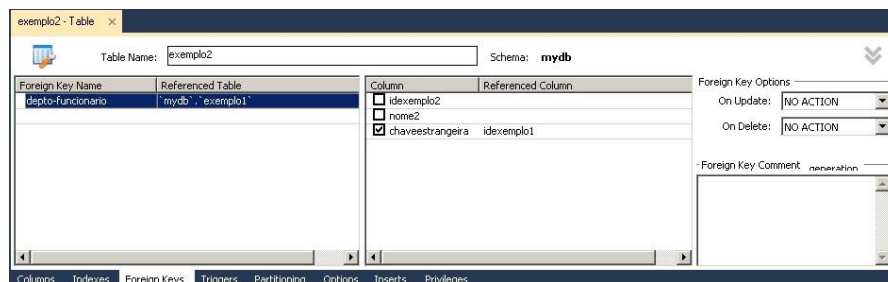 exemplo2 - Table ×
Table Name: exemplo2 Schema: mydb
Foreign Key Name Referenced Table
depto-funcionario `mydb`.`exemplo1`
Column Referenced Column
idexemplo2
nome2
chaveestrangeira idexemplo1
Foreign Key Options
On Update: NO ACTION
On Delete: NO ACTION
Foreign Key Comment generation
Columns Indexes Foreign Keys Triggers Partitioning Options Inserts Privileges